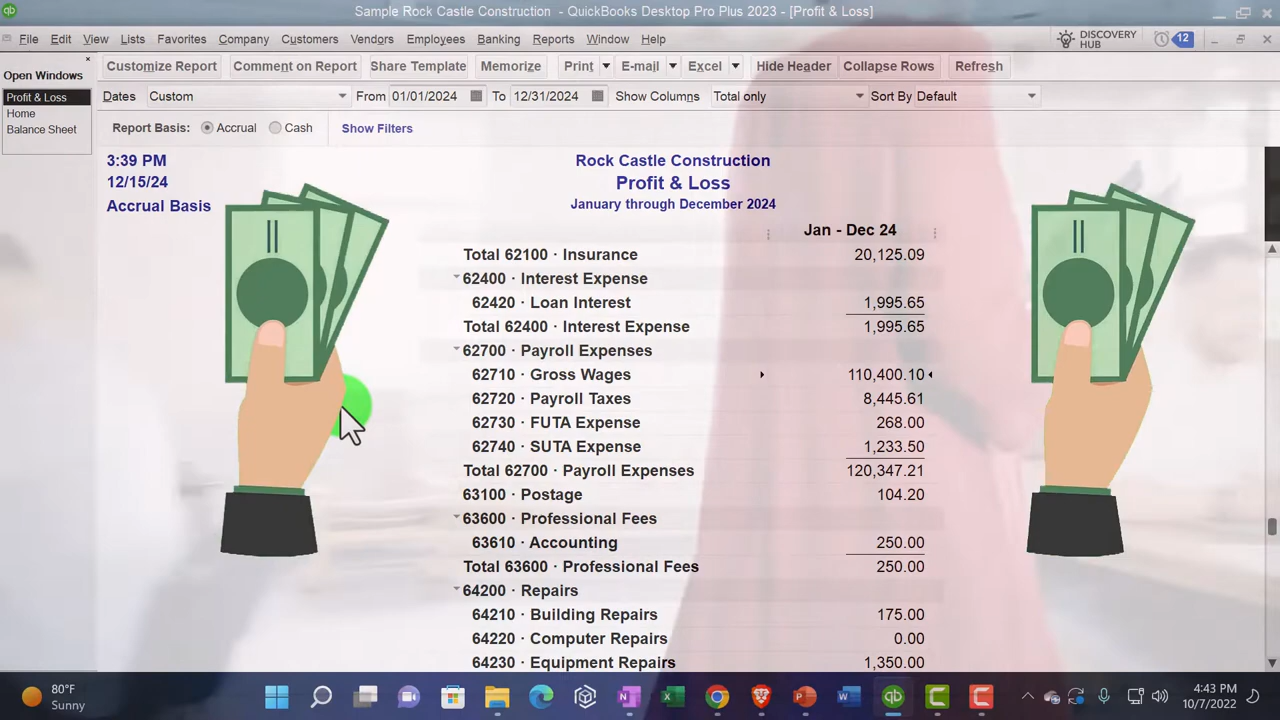 Sample Rock Castle Construction - QuickBooks Desktop Pro Plus 2023 - [Profit & Loss]
File Edit View Lists Favorites Company Customers Vendors Employees Banking Reports Window Help
DISCOVERY HUB 12
Open Windows
Profit & Loss
Home
Balance Sheet
Customize Report Comment on Report Share Template Memorize Print E-mail Excel Hide Header Collapse Rows Refresh
Dates Custom From 01/01/2024 To 12/31/2024 Show Columns Total only Sort By Default
Report Basis: Accrual Cash Show Filters
3:39 PM
12/15/24
Accrual Basis
Rock Castle Construction
Profit & Loss
January through December 2024
Jan - Dec 24
Total 62100 · Insurance 20,125.09
62400 · Interest Expense
62420 · Loan Interest 1,995.65
Total 62400 · Interest Expense 1,995.65
62700 · Payroll Expenses
62710 · Gross Wages 110,400.10
62720 · Payroll Taxes 8,445.61
62730 · FUTA Expense 268.00
62740 · SUTA Expense 1,233.50
Total 62700 · Payroll Expenses 120,347.21
63100 · Postage 104.20
63600 · Professional Fees
63610 · Accounting 250.00
Total 63600 · Professional Fees 250.00
64200 · Repairs
64210 · Building Repairs 175.00
64220 · Computer Repairs 0.00
64230 · Equipment Repairs 1,350.00
80°F
Sunny
4:43 PM
10/7/2022